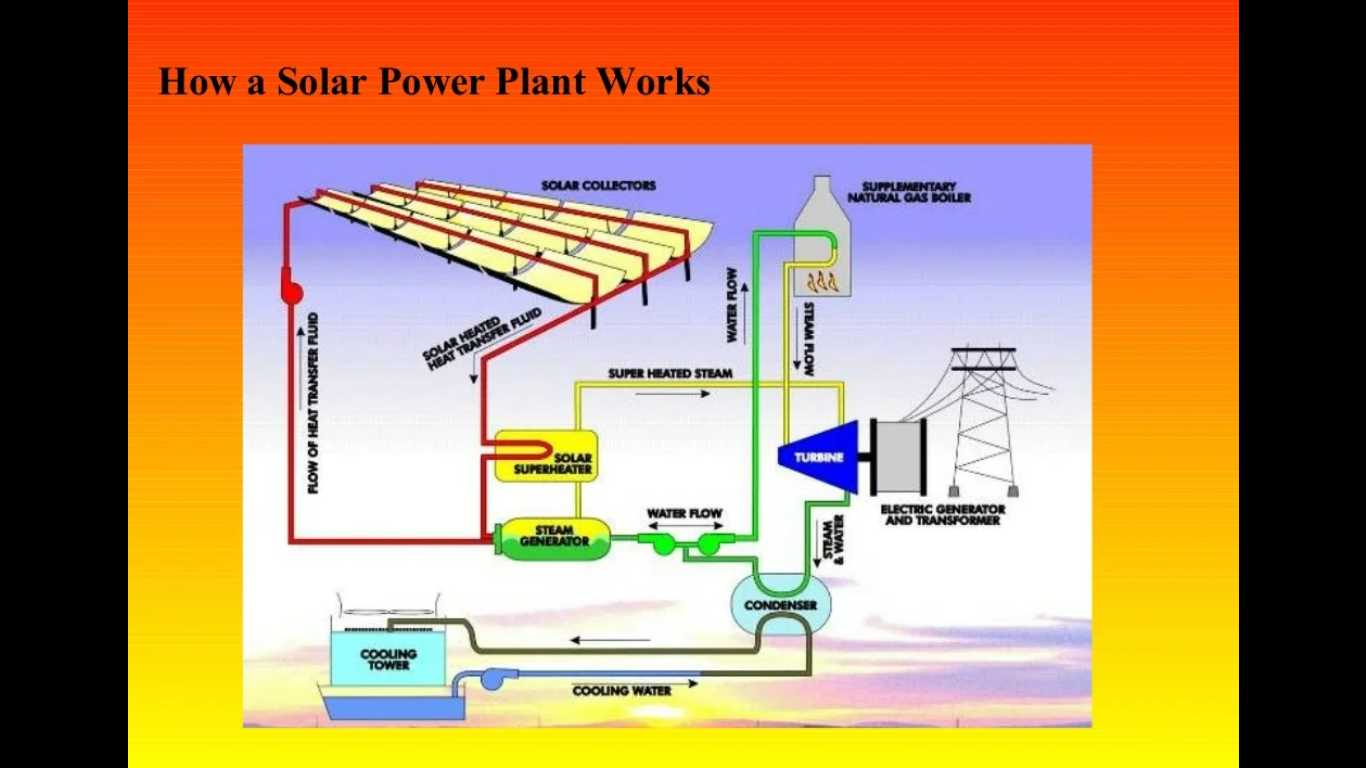 How a Solar Power Plant Works
SOLAR COLLECTORS
SUPPLEMENTARY
NATURAL GAS BOILER
FLOW OF HEAT TRANSFER FLUID
SOLAR HEATED
HEAT TRANSFER FLUID
WATER FLOW
STEAM FLOW
SUPER HEATED STEAM
SOLAR
SUPERHEATER
TURBINE
ELECTRIC GENERATOR
AND TRANSFORMER
WATER FLOW
STEAM
GENERATOR
STEAM
& WATER
CONDENSER
COOLING
TOWER
COOLING WATER